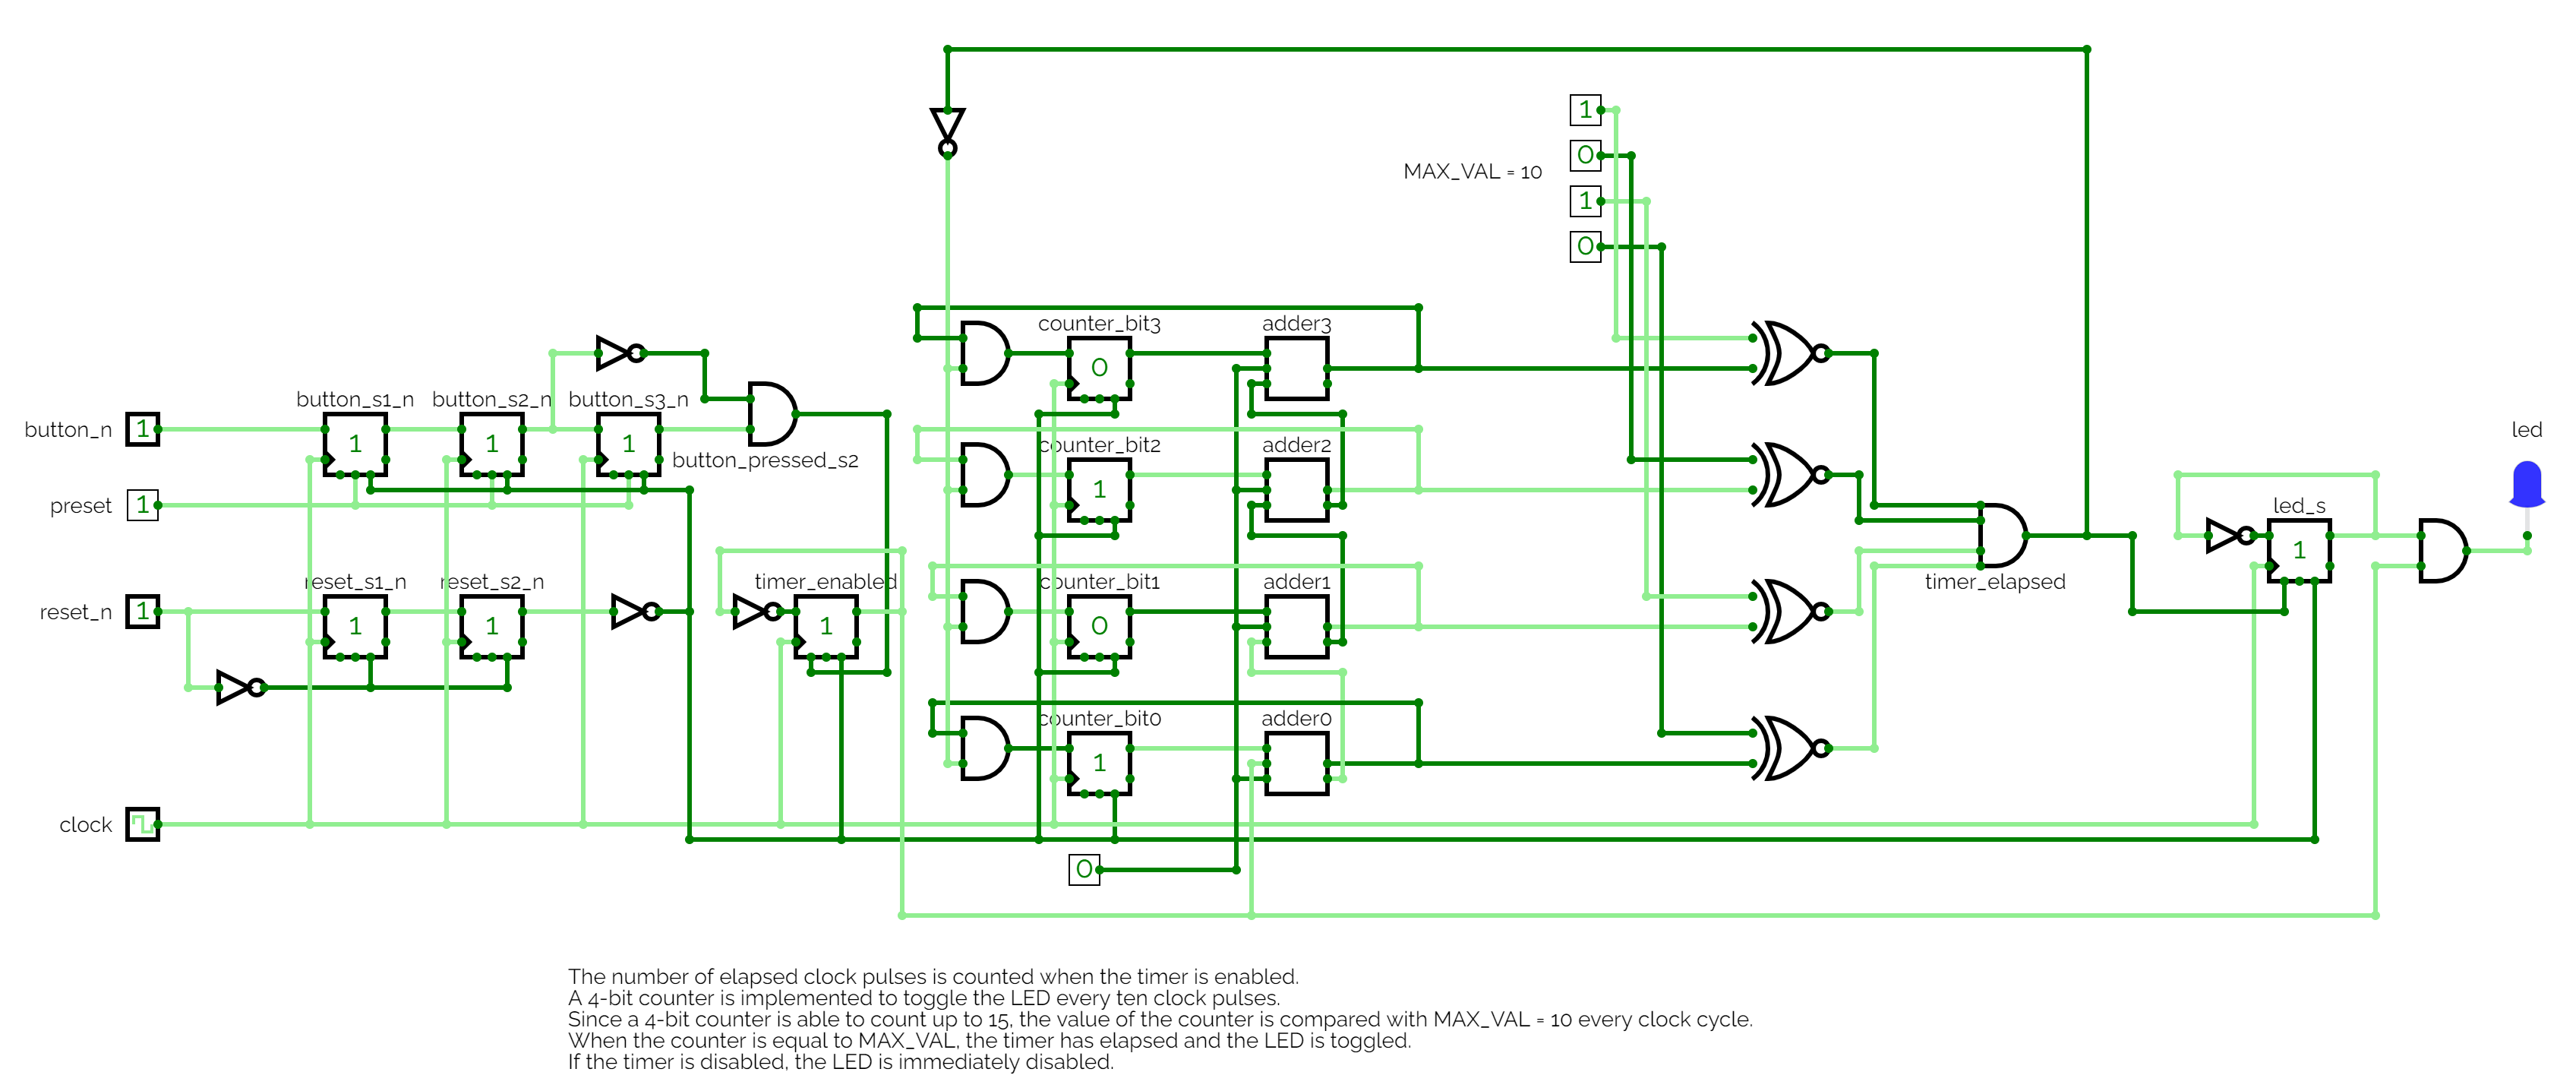 1
0
MAX_VAL = 10
1
0
counter_bit3
adder3
0
button_s1_n
button_s2_n
button_s3_n
button_n
1
1
1
1
button_pressed_s2
counter_bit2
adder2
1
led
preset
1
led_s
1
reset_s1_n
reset_s2_n
timer_enabled
counter_bit1
adder1
timer_elapsed
reset_n
1
1
1
1
0
counter_bit0
adder0
1
clock
0
The number of elapsed clock pulses is counted when the timer is enabled.
A 4-bit counter is implemented to toggle the LED every ten clock pulses.
Since a 4-bit counter is able to count up to 15, the value of the counter is compared with MAX_VAL = 10 every clock cycle.
When the counter is equal to MAX_VAL, the timer has elapsed and the LED is toggled.
If the timer is disabled, the LED is immediately disabled.